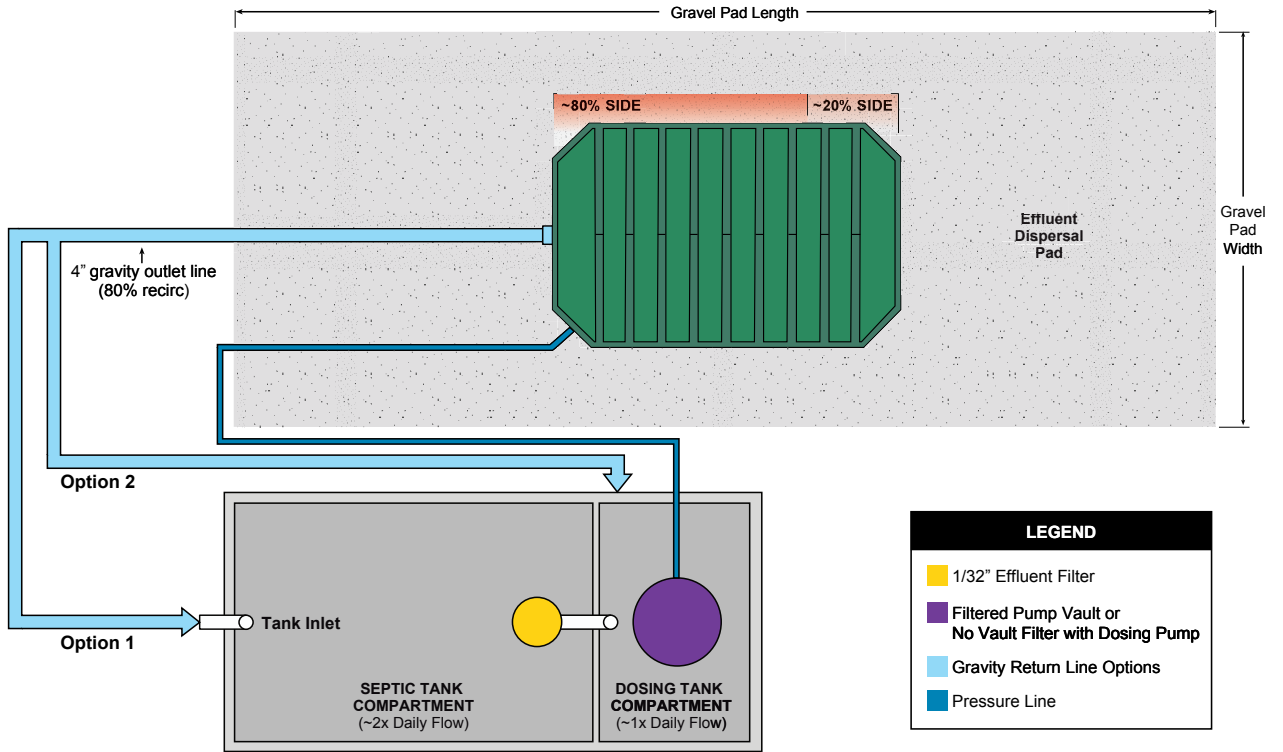 Gravel Pad Length
~80% SIDE
~20% SIDE
Effluent
Dispersal
Pad
Gravel
Pad
Width
4” gravity outlet line
(80% recirc)
Option 2
Option 1
Tank Inlet
SEPTIC TANK
COMPARTMENT
(~2x Daily Flow)
DOSING TANK
COMPARTMENT
(~1x Daily Flow)
LEGEND
1/32” Effluent Filter
Filtered Pump Vault or
No Vault Filter with Dosing Pump
Gravity Return Line Options
Pressure Line